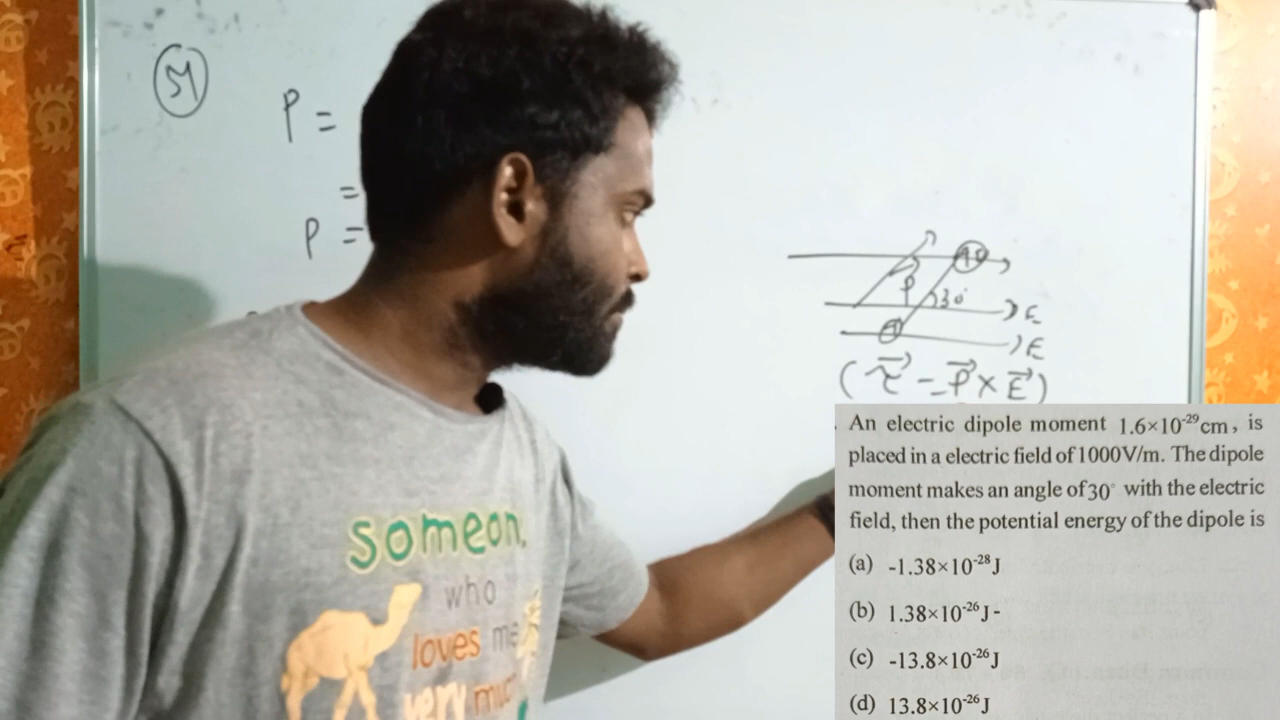 51
P =
=
P =
+q
P
30°
E
-q
E
(τ⃗ = P⃗ × E⃗)
someon
who
loves me
very muc
An electric dipole moment 1.6×10⁻²⁹cm, is
placed in a electric field of 1000V/m. The dipole
moment makes an angle of 30° with the electric
field, then the potential energy of the dipole is
(a) -1.38×10⁻²⁸J
(b) 1.38×10⁻²⁶J-
(c) -13.8×10⁻²⁶J
(d) 13.8×10⁻²⁶J